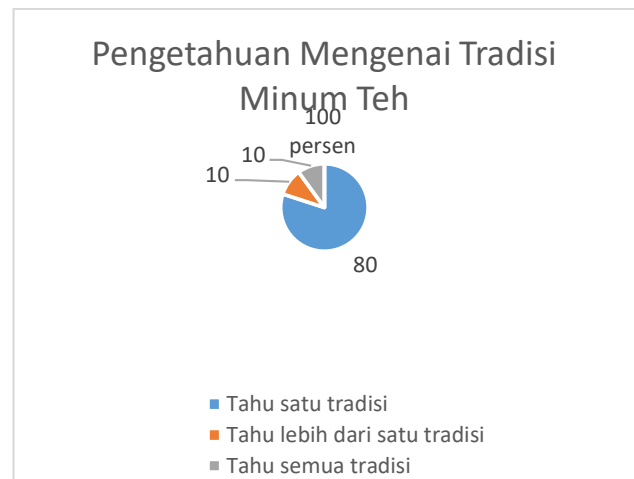 Pengetahuan Mengenai Tradisi
Minum Teh
100
persen
10
10
80
Tahu satu tradisi
Tahu lebih dari satu tradisi
Tahu semua tradisi